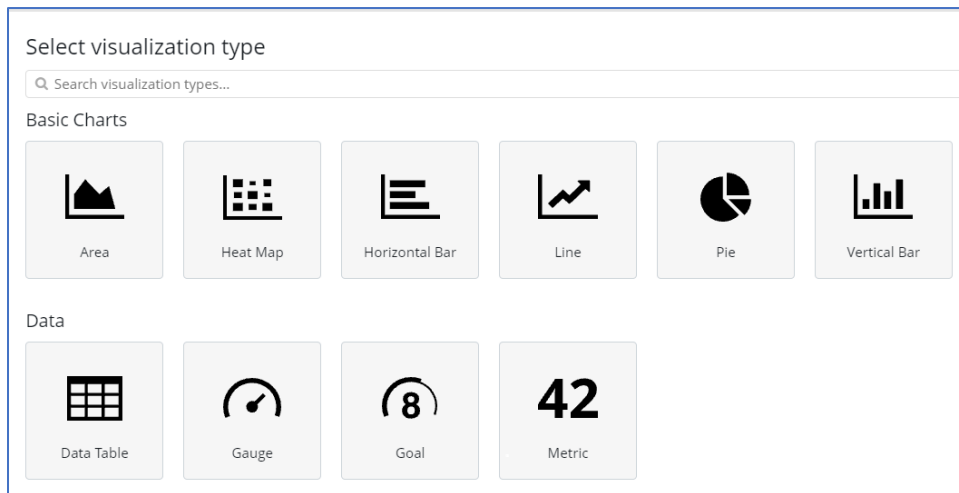 Select visualization type
Search visualization types...
Basic Charts
Area
Heat Map
Horizontal Bar
Line
Pie
Vertical Bar
Data
8
42
Data Table
Gauge
Goal
Metric